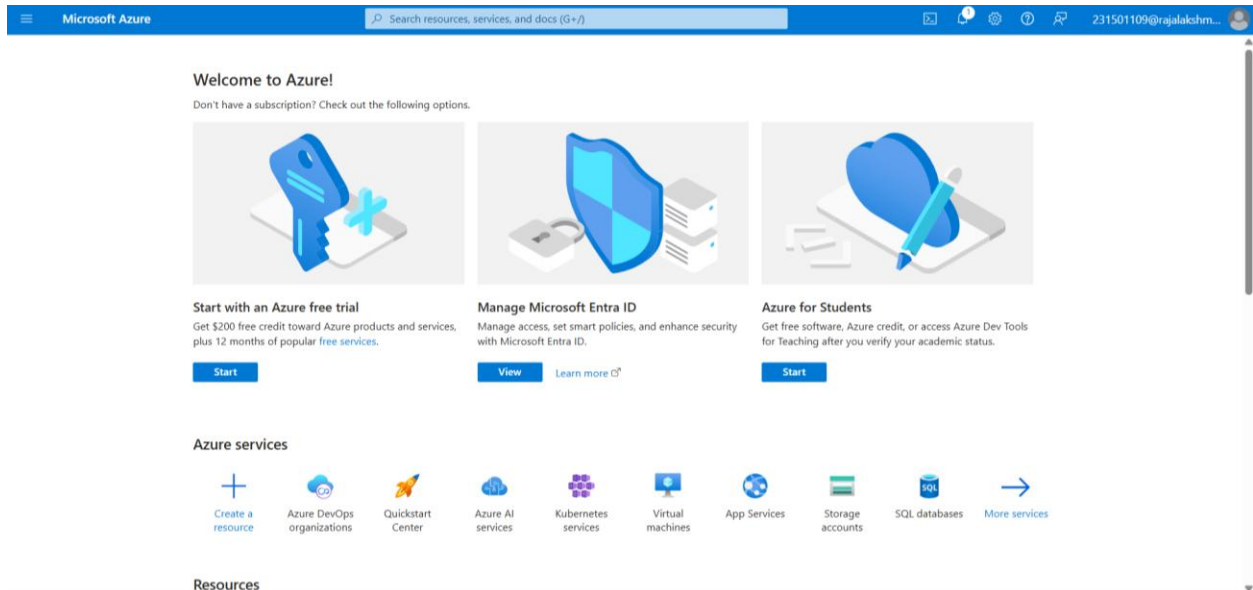 Microsoft Azure
Search resources, services, and docs (G+/)
1
231501109@rajalakshm...
Welcome to Azure!
Don't have a subscription? Check out the following options.
Start with an Azure free trial
Get $200 free credit toward Azure products and services,
plus 12 months of popular free services.
Start
Manage Microsoft Entra ID
Manage access, set smart policies, and enhance security
with Microsoft Entra ID.
View
Learn more
Azure for Students
Get free software, Azure credit, or access Azure Dev Tools
for Teaching after you verify your academic status.
Start
Azure services
Create a
resource
Azure DevOps
organizations
Quickstart
Center
Azure AI
services
Kubernetes
services
Virtual
machines
App Services
Storage
accounts
SQL
SQL databases
More services
Resources